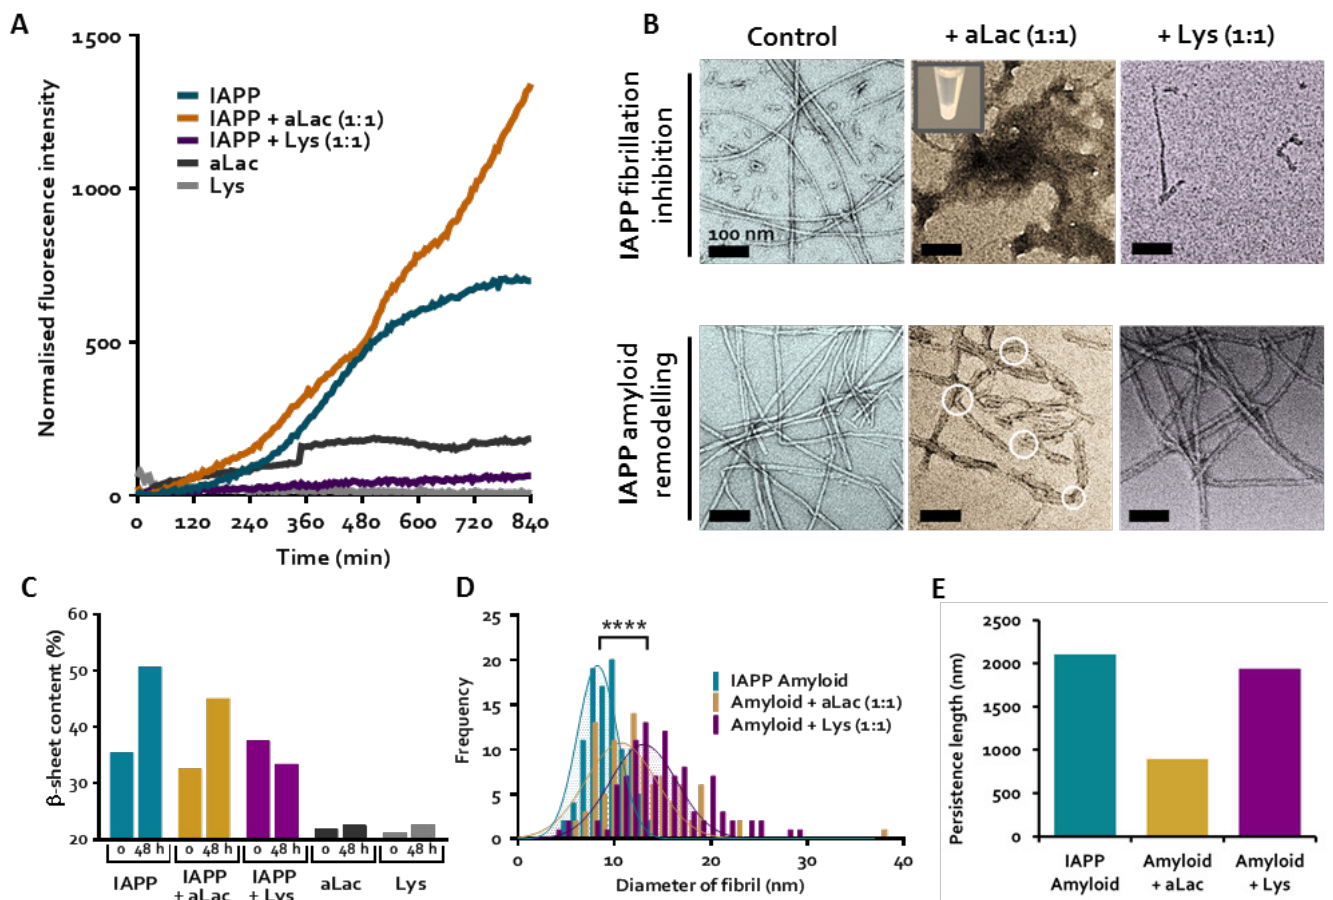 A
1500
1000
500
0
Normalised fluorescence intensity
IAPP
IAPP + aLac (1:1)
IAPP + Lys (1:1)
aLac
Lys
0 120 240 360 480 600 720 840
Time (min)
B
Control
+ aLac (1:1)
+ Lys (1:1)
IAPP fibrillation
inhibition
100 nm
IAPP amyloid
remodelling
C
60
50
40
30
20
β-sheet content (%)
0 48 h 0 48 h 0 48 h 0 48 h 0 48 h
IAPP
IAPP
+ aLac
IAPP
+ Lys
aLac
Lys
D
25
20
15
10
5
0
Frequency
****
IAPP Amyloid
Amyloid + aLac (1:1)
Amyloid + Lys (1:1)
0 10 20 30 40
Diameter of fibril (nm)
E
2500
2000
1500
1000
500
0
Persistence length (nm)
IAPP
Amyloid
Amyloid
+ aLac
Amyloid
+ Lys